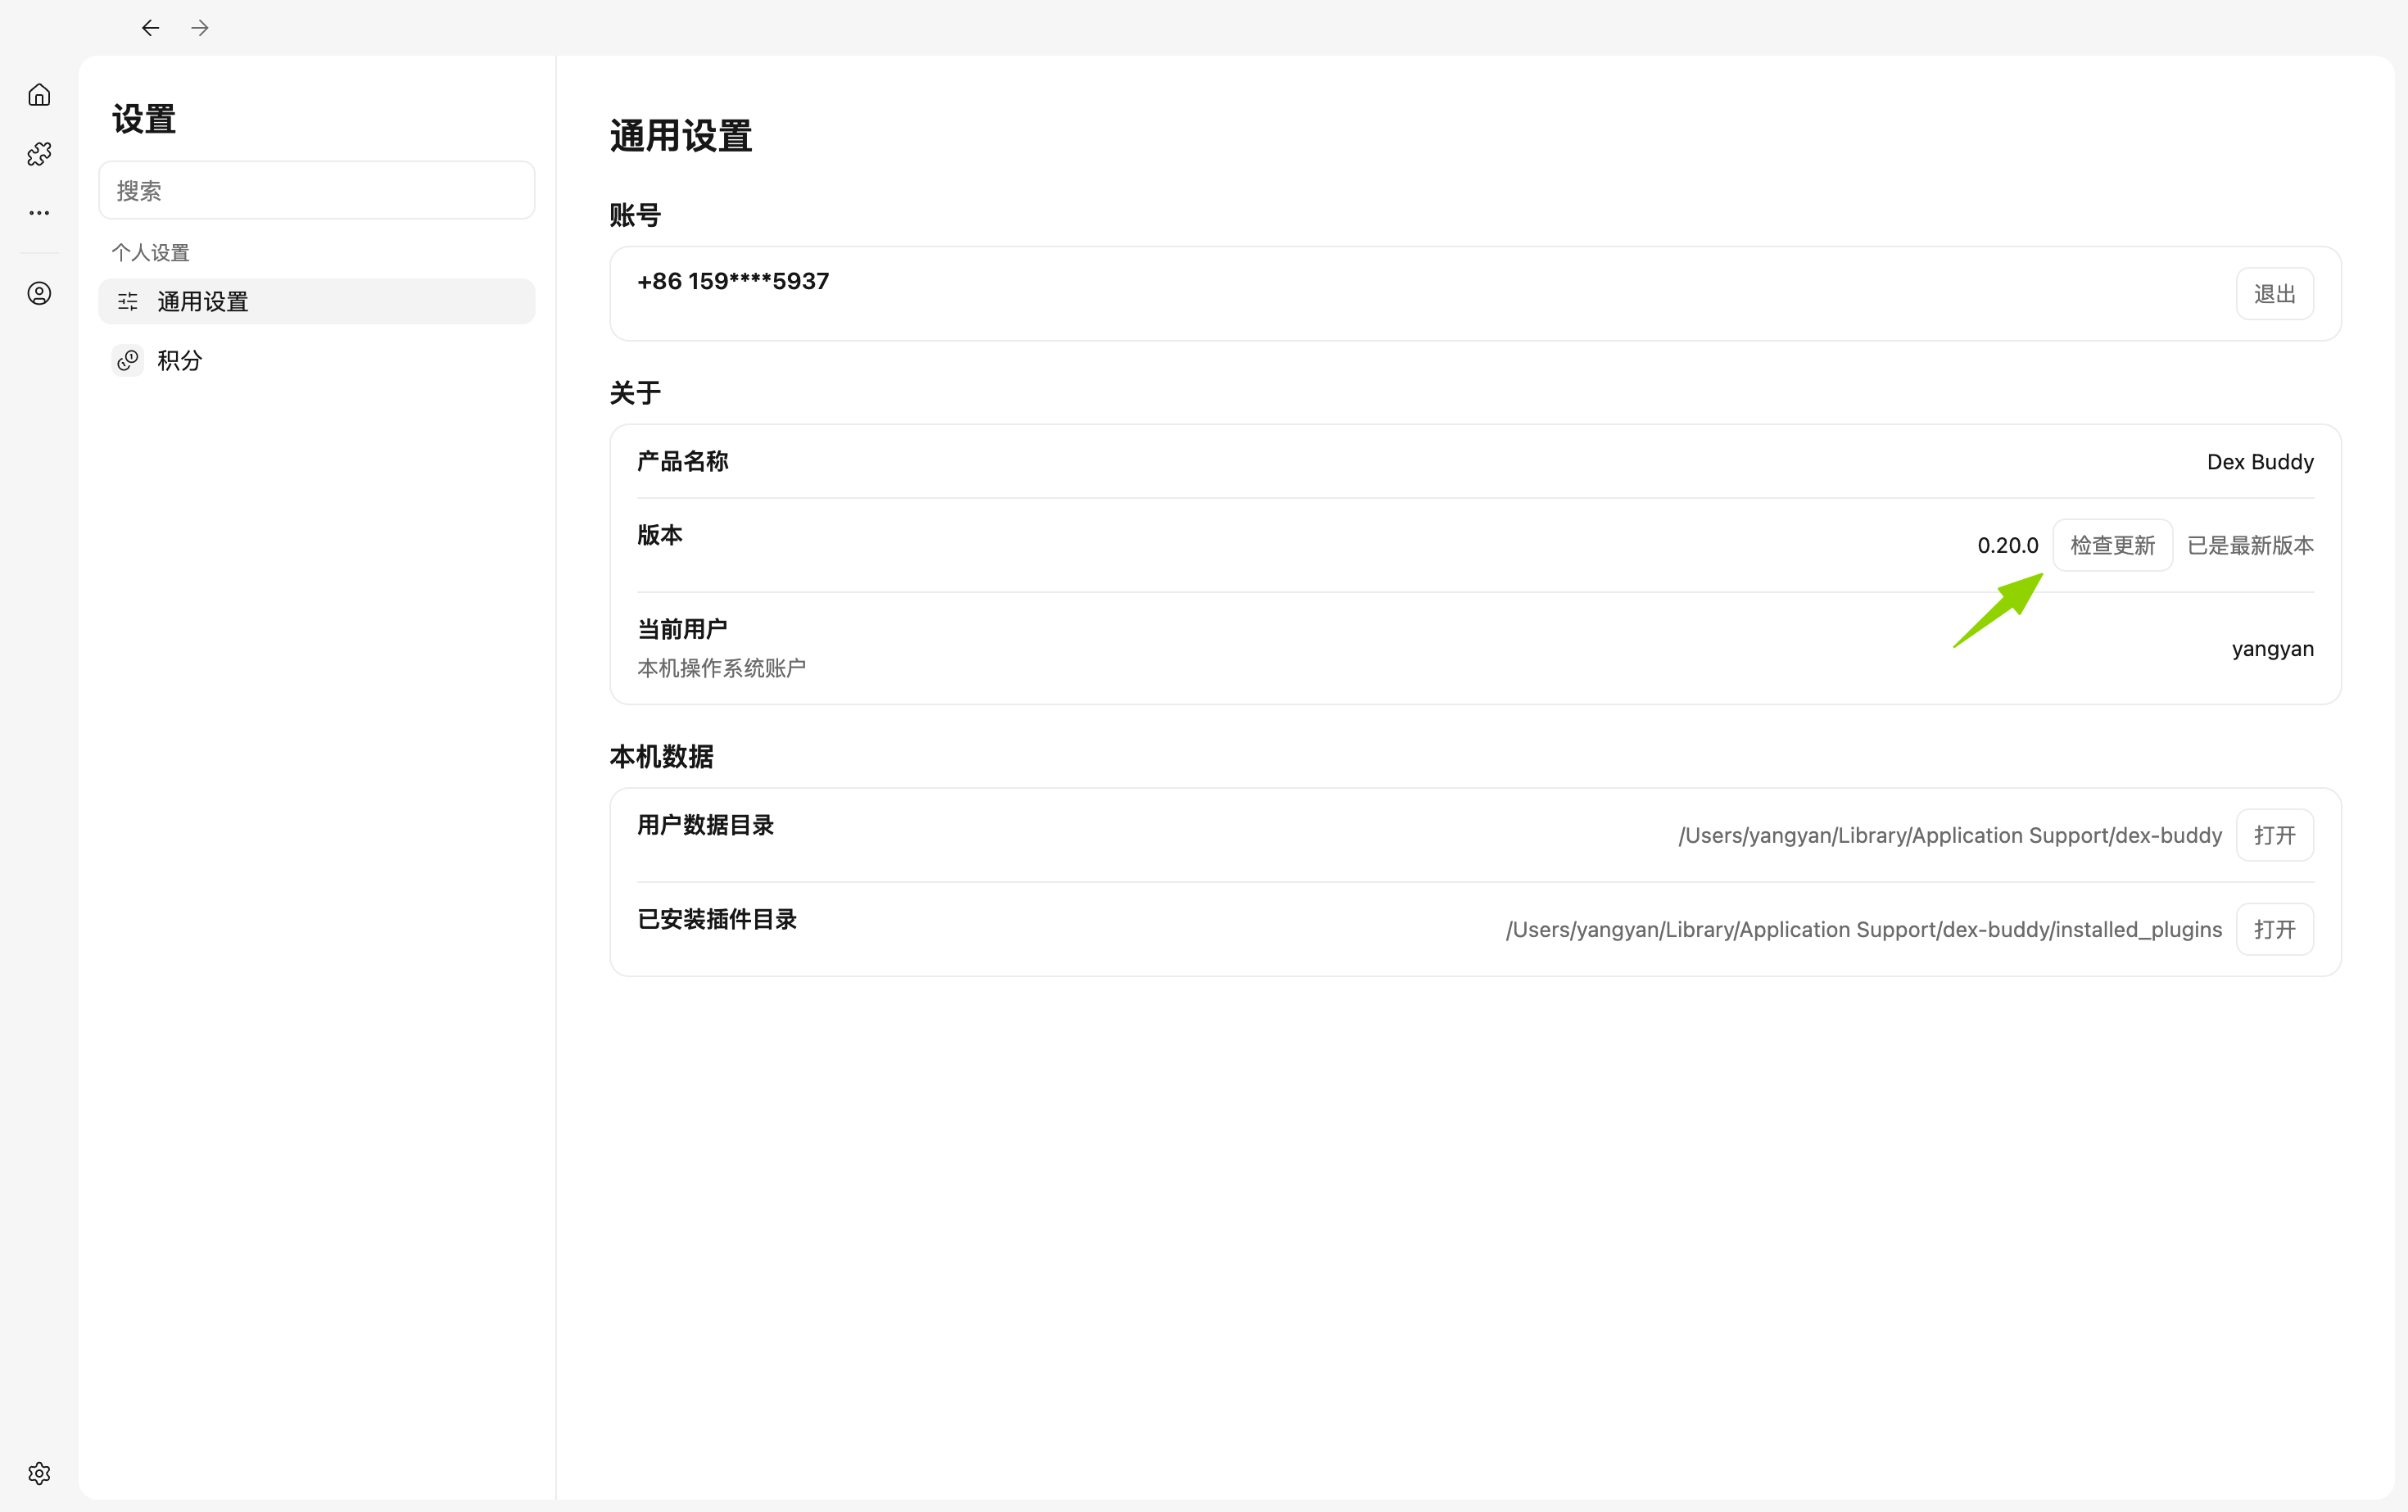 设置
搜索
个人设置
通用设置
积分
通用设置
账号
+86 159****5937
退出
关于
产品名称
Dex Buddy
版本
0.20.0
检查更新
已是最新版本
当前用户
本机操作系统账户
yangyan
本机数据
用户数据目录
/Users/yangyan/Library/Application Support/dex-buddy
打开
已安装插件目录
/Users/yangyan/Library/Application Support/dex-buddy/installed_plugins
打开